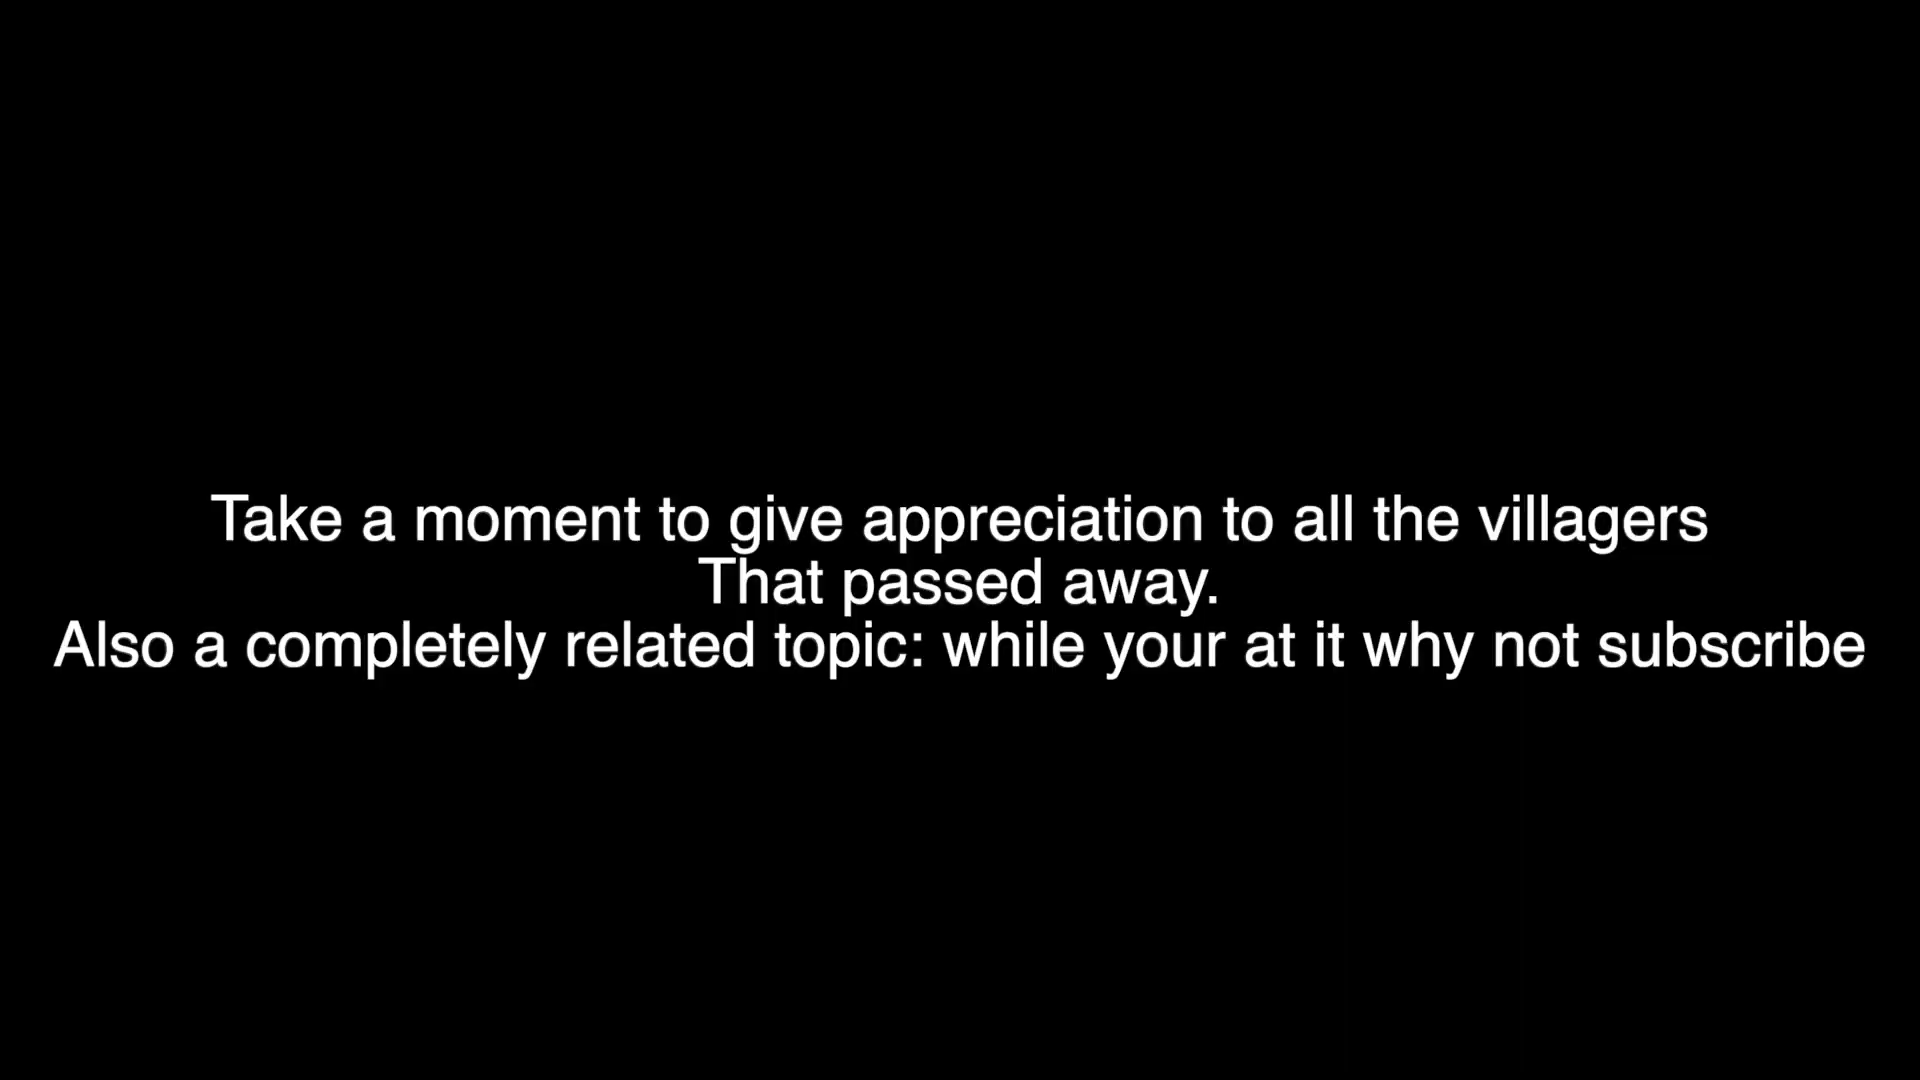 Take a moment to give appreciation to all the villagers
That passed away.
Also a completely related topic: while your at it why not subscribe